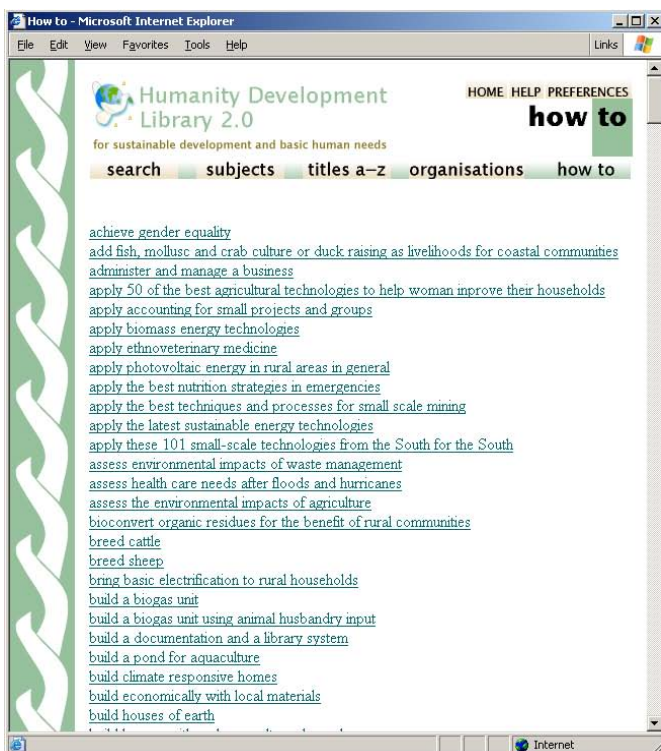 How to - Microsoft Internet Explorer
File Edit View Favorites Tools Help Links
HOME HELP PREFERENCES
Humanity Development
Library 2.0
how to
for sustainable development and basic human needs
search subjects titles a–z organisations how to
achieve gender equality
add fish, mollusc and crab culture or duck raising as livelihoods for coastal communities
administer and manage a business
apply 50 of the best agricultural technologies to help woman inprove their households
apply accounting for small projects and groups
apply biomass energy technologies
apply ethnoveterinary medicine
apply photovoltaic energy in rural areas in general
apply the best nutrition strategies in emergencies
apply the best techniques and processes for small scale mining
apply the latest sustainable energy technologies
apply these 101 small-scale technologies from the South for the South
assess environmental impacts of waste management
assess health care needs after floods and hurricanes
assess the environmental impacts of agriculture
bioconvert organic residues for the benefit of rural communities
breed cattle
breed sheep
bring basic electrification to rural households
build a biogas unit
build a biogas unit using animal husbandry input
build a documentation and a library system
build a pond for aquaculture
build climate responsive homes
build economically with local materials
build houses of earth
Internet